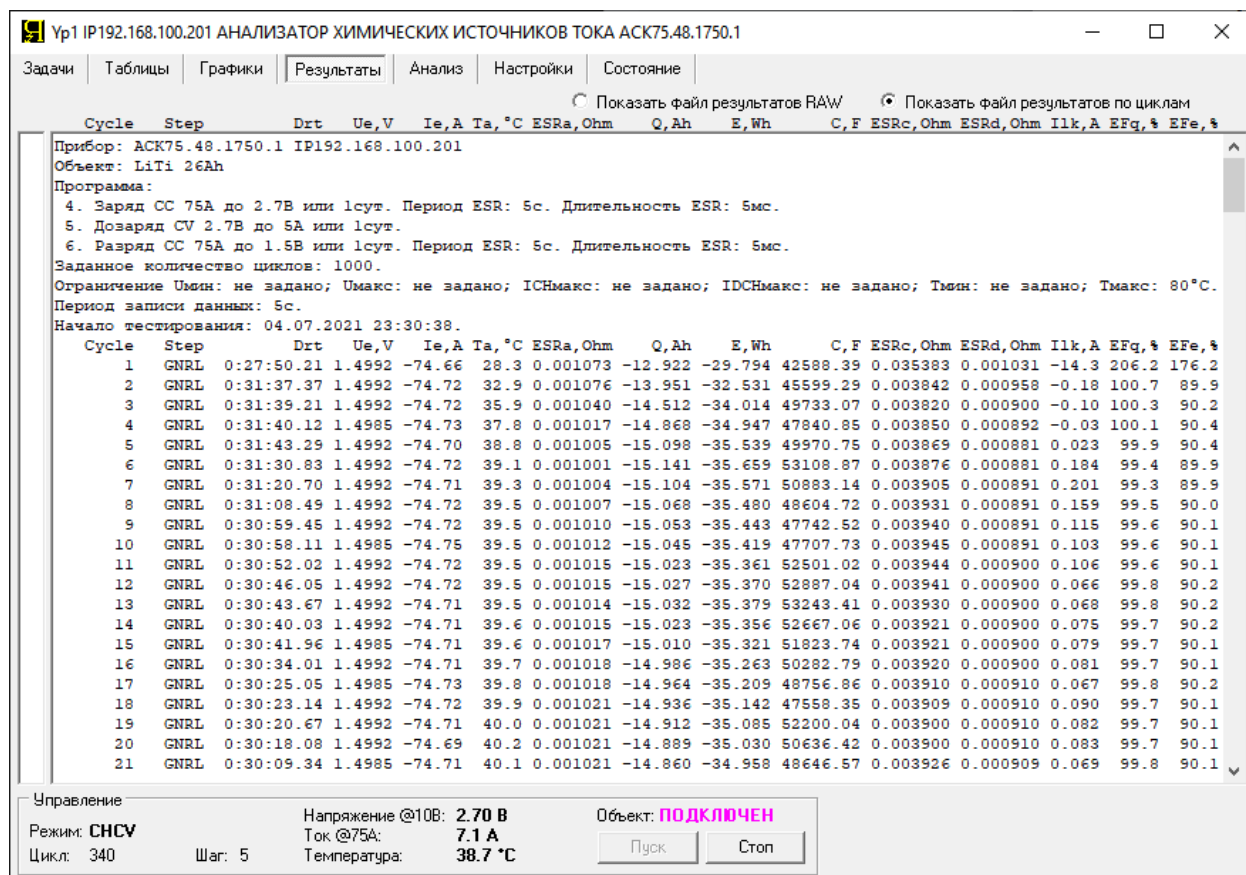 Yp1 IP192.168.100.201 АНАЛИЗАТОР ХИМИЧЕСКИХ ИСТОЧНИКОВ ТОКА АСК75.48.1750.1
Задачи Таблицы Графики Результаты Анализ Настройки Состояние
Показать файл результатов RAW Показать файл результатов по циклам
Cycle Step Drt Ue,V Ie,A Ta,°C ESRa,Ohm Q,Ah E,Wh C,F ESRc,Ohm ESRd,Ohm Ilk,A EFq,% EFe,%
Прибор: АСК75.48.1750.1 IP192.168.100.201
Объект: LiTi 26Ah
Программа:
4. Заряд CC 75А до 2.7В или 1сут. Период ESR: 5с. Длительность ESR: 5мс.
5. Дозаряд CV 2.7В до 5А или 1сут.
6. Разряд CC 75А до 1.5В или 1сут. Период ESR: 5с. Длительность ESR: 5мс.
Заданное количество циклов: 1000.
Ограничение Uмин: не задано; Uмакс: не задано; ICHмакс: не задано; IDCHмакс: не задано; Tмин: не задано; Tмакс: 80°C.
Период записи данных: 5с.
Начало тестирования: 04.07.2021 23:30:38.
Cycle Step Drt Ue,V Ie,A Ta,°C ESRa,Ohm Q,Ah E,Wh C,F ESRc,Ohm ESRd,Ohm Ilk,A EFq,% EFe,%
1 GNRL 0:27:50.21 1.4992 -74.66 28.3 0.001073 -12.922 -29.794 42588.39 0.035383 0.001031 -14.3 206.2 176.2
2 GNRL 0:31:37.37 1.4992 -74.72 32.9 0.001076 -13.951 -32.531 45599.29 0.003842 0.000958 -0.18 100.7 89.9
3 GNRL 0:31:39.21 1.4992 -74.72 35.9 0.001040 -14.512 -34.014 49733.07 0.003820 0.000900 -0.10 100.3 90.2
4 GNRL 0:31:40.12 1.4985 -74.73 37.8 0.001017 -14.868 -34.947 47840.85 0.003850 0.000892 -0.03 100.1 90.4
5 GNRL 0:31:43.29 1.4992 -74.70 38.8 0.001005 -15.098 -35.539 49970.75 0.003869 0.000881 0.023 99.9 90.4
6 GNRL 0:31:30.83 1.4992 -74.72 39.1 0.001001 -15.141 -35.659 53108.87 0.003876 0.000881 0.184 99.4 89.9
7 GNRL 0:31:20.70 1.4992 -74.71 39.3 0.001004 -15.104 -35.571 50883.14 0.003905 0.000891 0.201 99.3 89.9
8 GNRL 0:31:08.49 1.4992 -74.72 39.5 0.001007 -15.068 -35.480 48604.72 0.003931 0.000891 0.159 99.5 90.0
9 GNRL 0:30:59.45 1.4992 -74.72 39.5 0.001010 -15.053 -35.443 47742.52 0.003940 0.000891 0.115 99.6 90.1
10 GNRL 0:30:58.11 1.4985 -74.75 39.5 0.001012 -15.045 -35.419 47707.73 0.003945 0.000891 0.103 99.6 90.1
11 GNRL 0:30:52.02 1.4992 -74.72 39.5 0.001015 -15.023 -35.361 52501.02 0.003944 0.000900 0.106 99.6 90.1
12 GNRL 0:30:46.05 1.4992 -74.72 39.5 0.001015 -15.027 -35.370 52887.04 0.003941 0.000900 0.066 99.8 90.2
13 GNRL 0:30:43.67 1.4992 -74.71 39.5 0.001014 -15.032 -35.379 53243.41 0.003930 0.000900 0.068 99.8 90.2
14 GNRL 0:30:40.03 1.4992 -74.71 39.6 0.001015 -15.023 -35.356 52667.06 0.003921 0.000900 0.075 99.7 90.2
15 GNRL 0:30:41.96 1.4985 -74.71 39.6 0.001017 -15.010 -35.321 51823.74 0.003921 0.000900 0.079 99.7 90.1
16 GNRL 0:30:34.01 1.4992 -74.71 39.7 0.001018 -14.986 -35.263 50282.79 0.003920 0.000900 0.081 99.7 90.1
17 GNRL 0:30:25.05 1.4985 -74.73 39.8 0.001018 -14.964 -35.209 48756.86 0.003910 0.000910 0.067 99.8 90.2
18 GNRL 0:30:23.14 1.4992 -74.72 39.9 0.001021 -14.936 -35.142 47558.35 0.003909 0.000910 0.090 99.7 90.1
19 GNRL 0:30:20.67 1.4992 -74.71 40.0 0.001021 -14.912 -35.085 52200.04 0.003900 0.000910 0.082 99.7 90.1
20 GNRL 0:30:18.08 1.4992 -74.69 40.2 0.001021 -14.889 -35.030 50636.42 0.003900 0.000910 0.083 99.7 90.1
21 GNRL 0:30:09.34 1.4985 -74.71 40.1 0.001021 -14.860 -34.958 48646.57 0.003926 0.000909 0.069 99.8 90.1
Управление
Напряжение @10В: 2.70 В Объект: ПОДКЛЮЧЕН
Режим: CHCV Ток @75А: 7.1 А Пуск Стоп
Цикл: 340 Шаг: 5 Температура: 38.7 °C